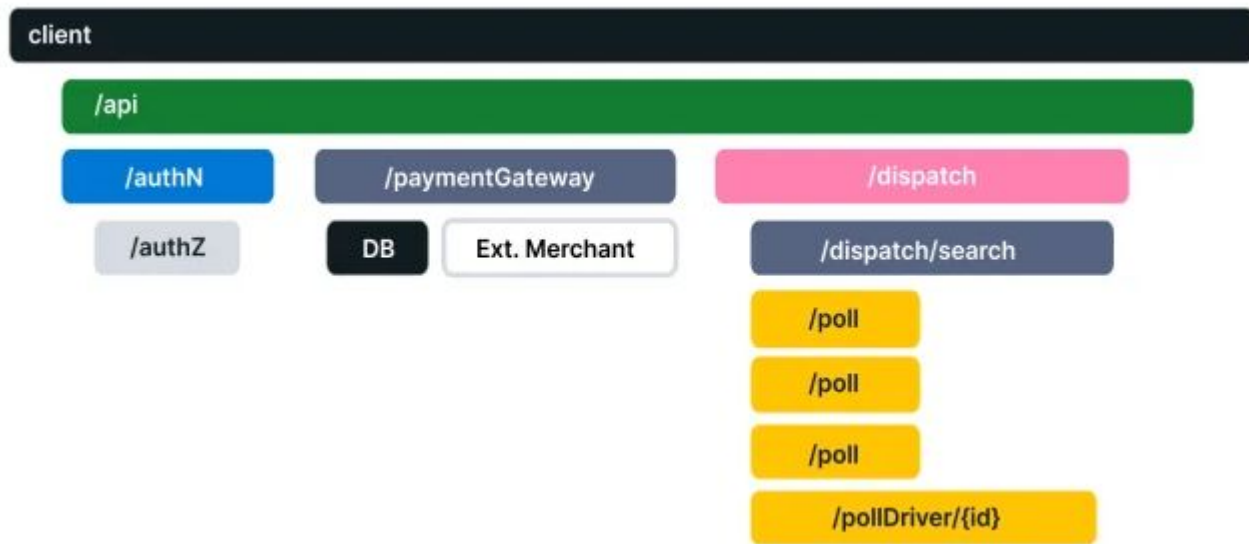 client
/api
/authN
/paymentGateway
/dispatch
/authZ
DB
Ext. Merchant
/dispatch/search
/poll
/poll
/poll
/pollDriver/{id}